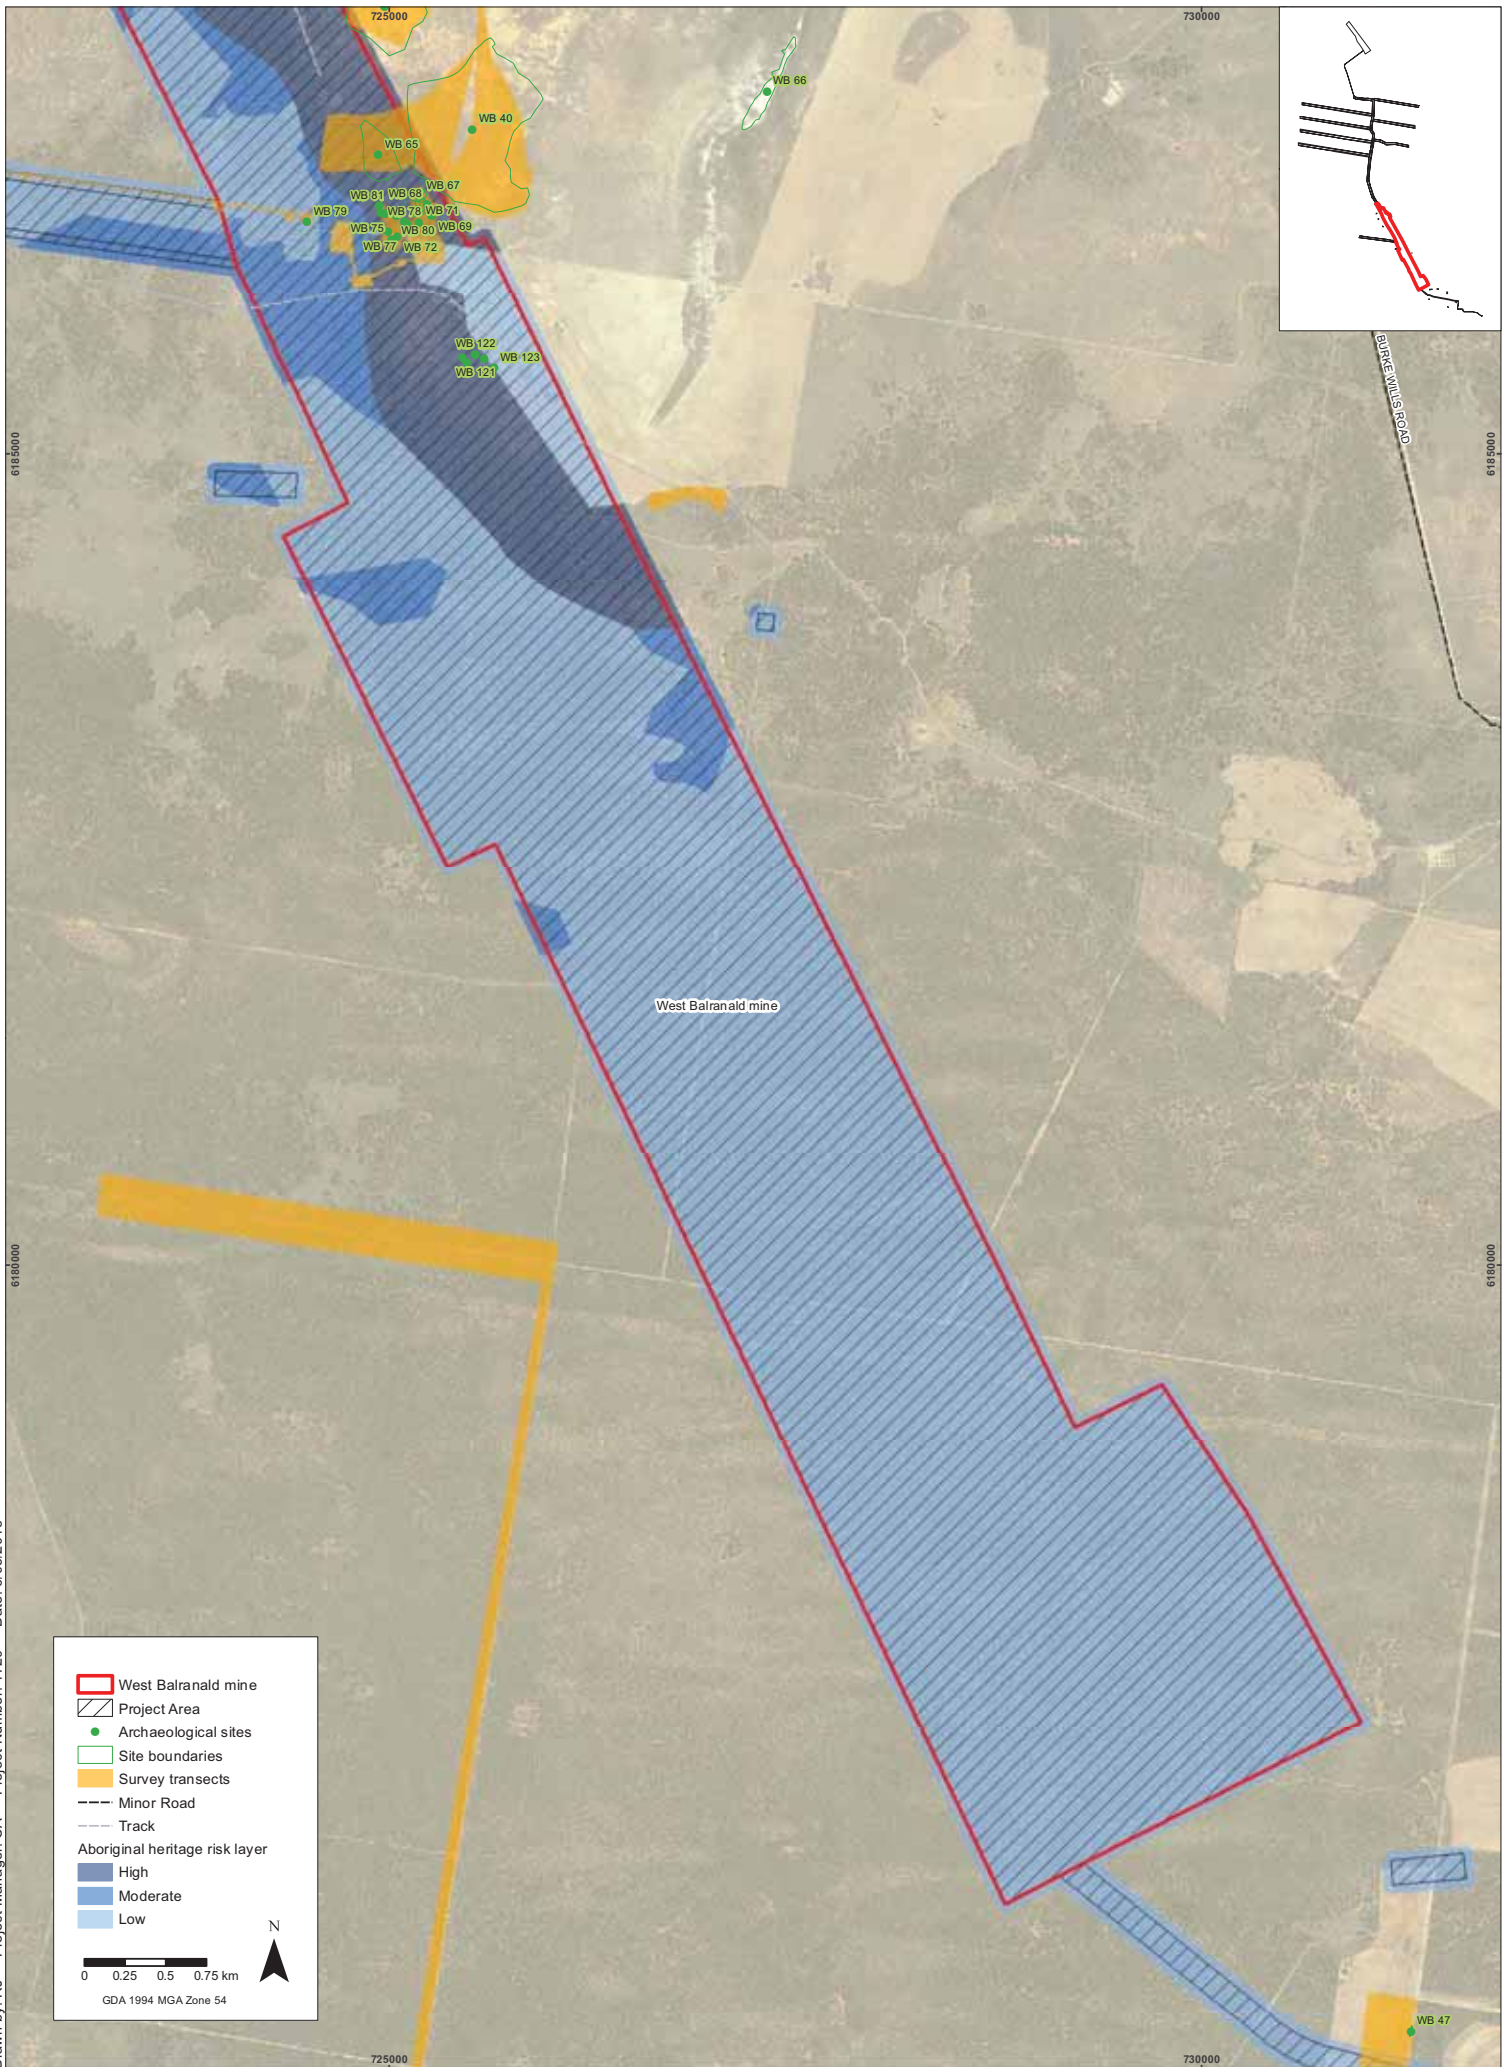 725000
730000
WB 66
WB 40
WB 65
WB 67
WB 81
WB 68
WB 79
WB 78
WB 71
WB 75
WB 80
WB 69
WB 77
WB 72
WB 122
WB 123
WB 121
BURKE WILLS ROAD
6185000
6185000
West Balranald mine
6180000
6180000
West Balranald mine
Project Area
Archaeological sites
Site boundaries
Survey transects
Minor Road
Track
Aboriginal heritage risk layer
High
Moderate
Low
N
0 0.25 0.5 0.75 km
GDA 1994 MGA Zone 54
WB 47
725000
730000